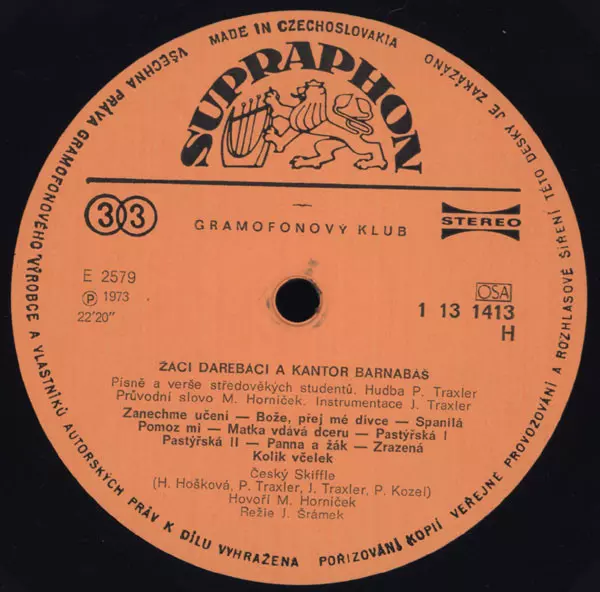 MADE IN CZECHOSLOVAKIA
SUPRAPHON
33
GRAMOFONOVÝ KLUB
STEREO
E 2579
Ⓟ 1973
22'20"
OSA
1 13 1413
H
ŽÁCI DAREBÁCI A KANTOR BARNABÁŠ
Písně a verše středověkých studentů. Hudba P. Traxler
Průvodní slovo M. Horníček. Instrumentace J. Traxler
Zanechme učení — Bože, přej mé dívce — Spanilá
Pomoz mi — Matka vdává dceru — Pastýřská I
Pastýřská II — Panna a žák — Zrazená
Kolik včelek
Český Skiffle
(H. Hošková, P. Traxler, J. Traxler, P. Kozel)
Hovoří M. Horníček
Režie J. Šrámek
VŠECHNA PRÁVA GRAMOFONOVÉHO VÝROBCE A VLASTNÍKŮ AUTORSKÝCH PRÁV K DÍLU VYHRAŽENA
POŘIZOVÁNÍ KOPIÍ VEŘEJNÉ PROVOZOVÁNÍ A ROZHLASOVÉ ŠÍŘENÍ TÉTO DESKY JE ZAKÁZÁNO